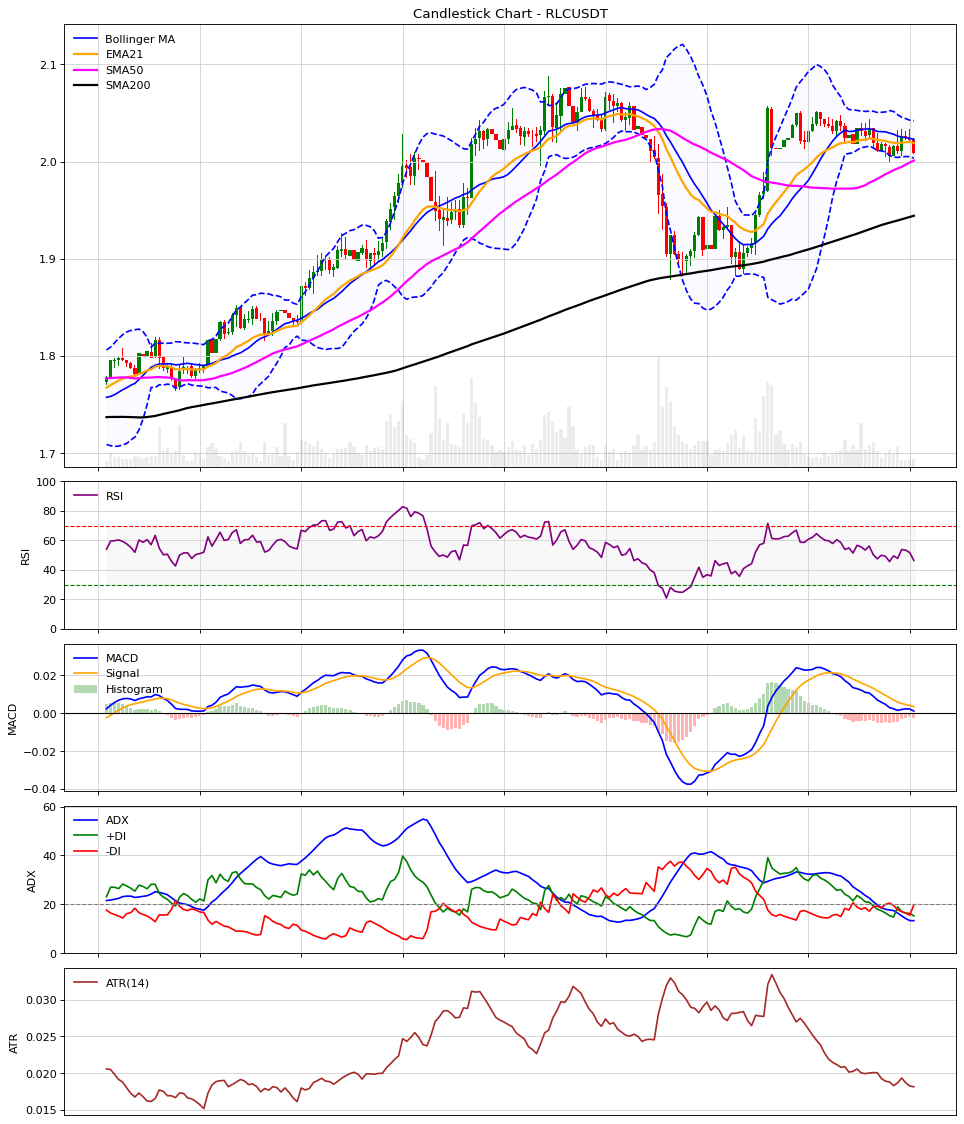 Candlestick Chart - RLCUSDT
Bollinger MA
EMA21
SMA50
SMA200
2.1
2.0
1.9
1.8
1.7
RSI
RSI
100
80
60
40
20
0
MACD
Signal
Histogram
MACD
0.02
0.00
−0.02
−0.04
ADX
+DI
-DI
ADX
60
40
20
0
ATR(14)
ATR
0.030
0.025
0.020
0.015